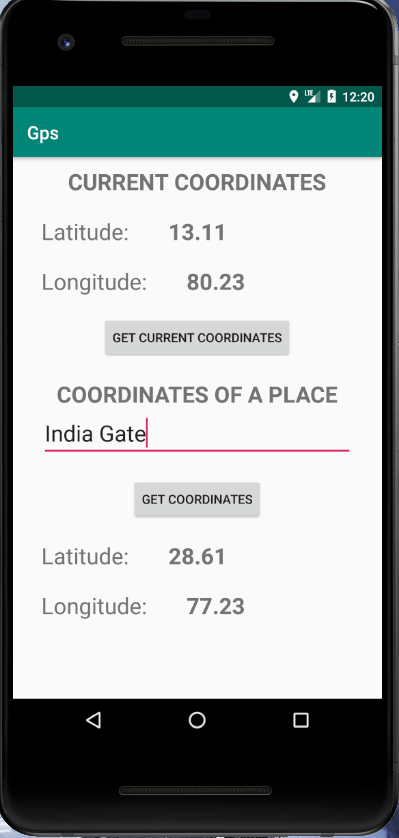 LTE 12:20
Gps
CURRENT COORDINATES
Latitude: 13.11
Longitude: 80.23
GET CURRENT COORDINATES
COORDINATES OF A PLACE
India Gate
GET COORDINATES
Latitude: 28.61
Longitude: 77.23